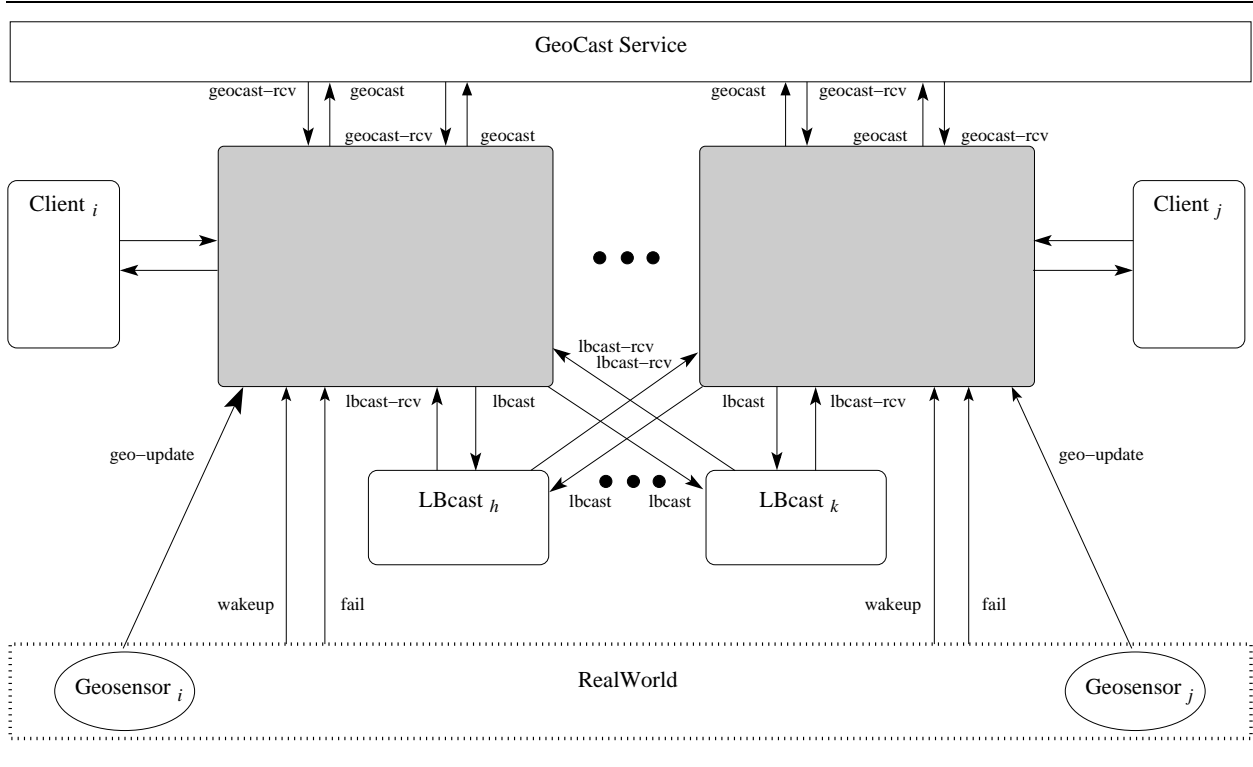 GeoCast Service
geocast−rcv
geocast
geocast
geocast−rcv
geocast−rcv
geocast
geocast
geocast−rcv
Client i
Client j
lbcast−rcv
lbcast−rcv
lbcast−rcv
lbcast
lbcast
lbcast−rcv
geo−update
geo−update
LBcast h
lbcast
lbcast
LBcast k
wakeup
fail
wakeup
fail
Geosensor i
RealWorld
Geosensor j